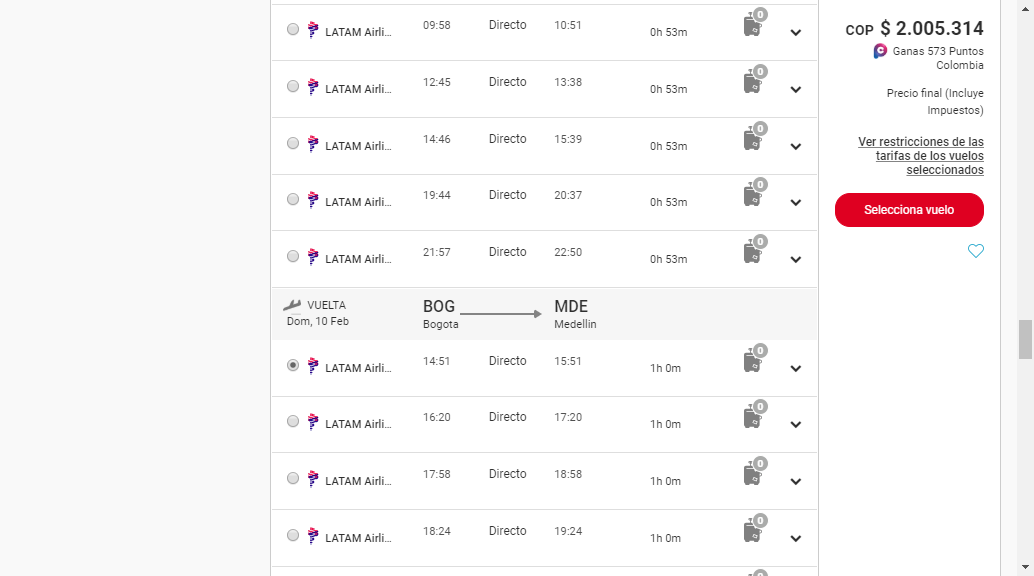 LATAM Airli... 09:58 Directo 10:51 0h 53m 0
LATAM Airli... 12:45 Directo 13:38 0h 53m 0
LATAM Airli... 14:46 Directo 15:39 0h 53m 0
LATAM Airli... 19:44 Directo 20:37 0h 53m 0
LATAM Airli... 21:57 Directo 22:50 0h 53m 0
VUELTA BOG MDE
Dom, 10 Feb Bogota Medellin
LATAM Airli... 14:51 Directo 15:51 1h 0m 0
LATAM Airli... 16:20 Directo 17:20 1h 0m 0
LATAM Airli... 17:58 Directo 18:58 1h 0m 0
LATAM Airli... 18:24 Directo 19:24 1h 0m 0
COP $ 2.005.314
Ganas 573 Puntos
Colombia
Precio final (Incluye
Impuestos)
Ver restricciones de las
tarifas de los vuelos
seleccionados
Selecciona vuelo